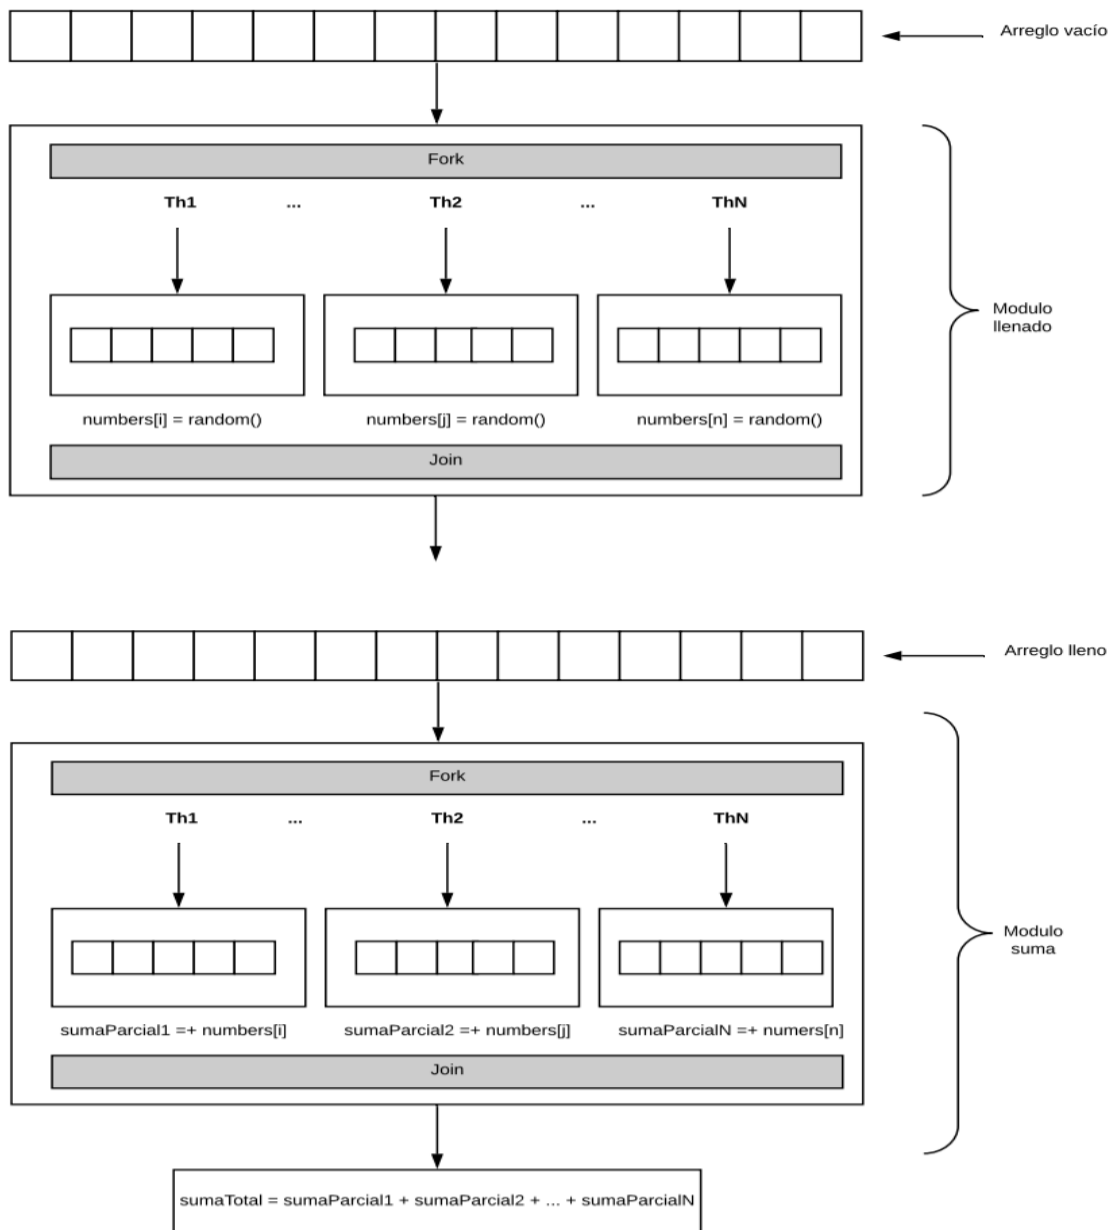 Arreglo vacío
Fork
Th1 ... Th2 ... ThN
numbers[i] = random() numbers[j] = random() numbers[n] = random()
Join
Modulo
llenado
Arreglo lleno
Fork
Th1 ... Th2 ... ThN
sumaParcial1 =+ numbers[i] sumaParcial2 =+ numbers[j] sumaParcialN =+ numers[n]
Join
Modulo
suma
sumaTotal = sumaParcial1 + sumaParcial2 + ... + sumaParcialN